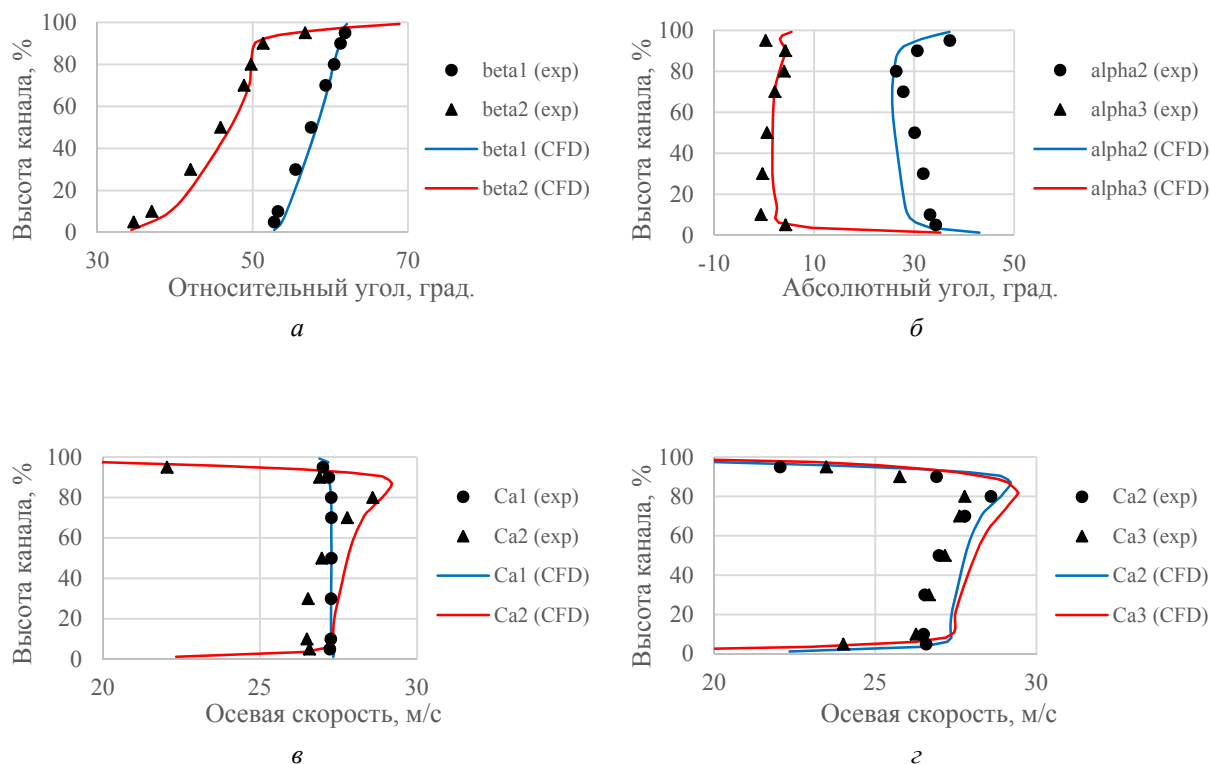 100
80
60
40
20
0
30
50
70
Высота канала, %
Относительный угол, град.
beta1 (exp)
beta2 (exp)
beta1 (CFD)
beta2 (CFD)
а
100
80
60
40
20
0
-10
10
30
50
Высота канала, %
Абсолютный угол, град.
alpha2 (exp)
alpha3 (exp)
alpha2 (CFD)
alpha3 (CFD)
б
100
80
60
40
20
0
20
25
30
Высота канала, %
Осевая скорость, м/с
Ca1 (exp)
Ca2 (exp)
Ca1 (CFD)
Ca2 (CFD)
в
100
80
60
40
20
0
20
25
30
Высота канала, %
Осевая скорость, м/с
Ca2 (exp)
Ca3 (exp)
Ca2 (CFD)
Ca3 (CFD)
г